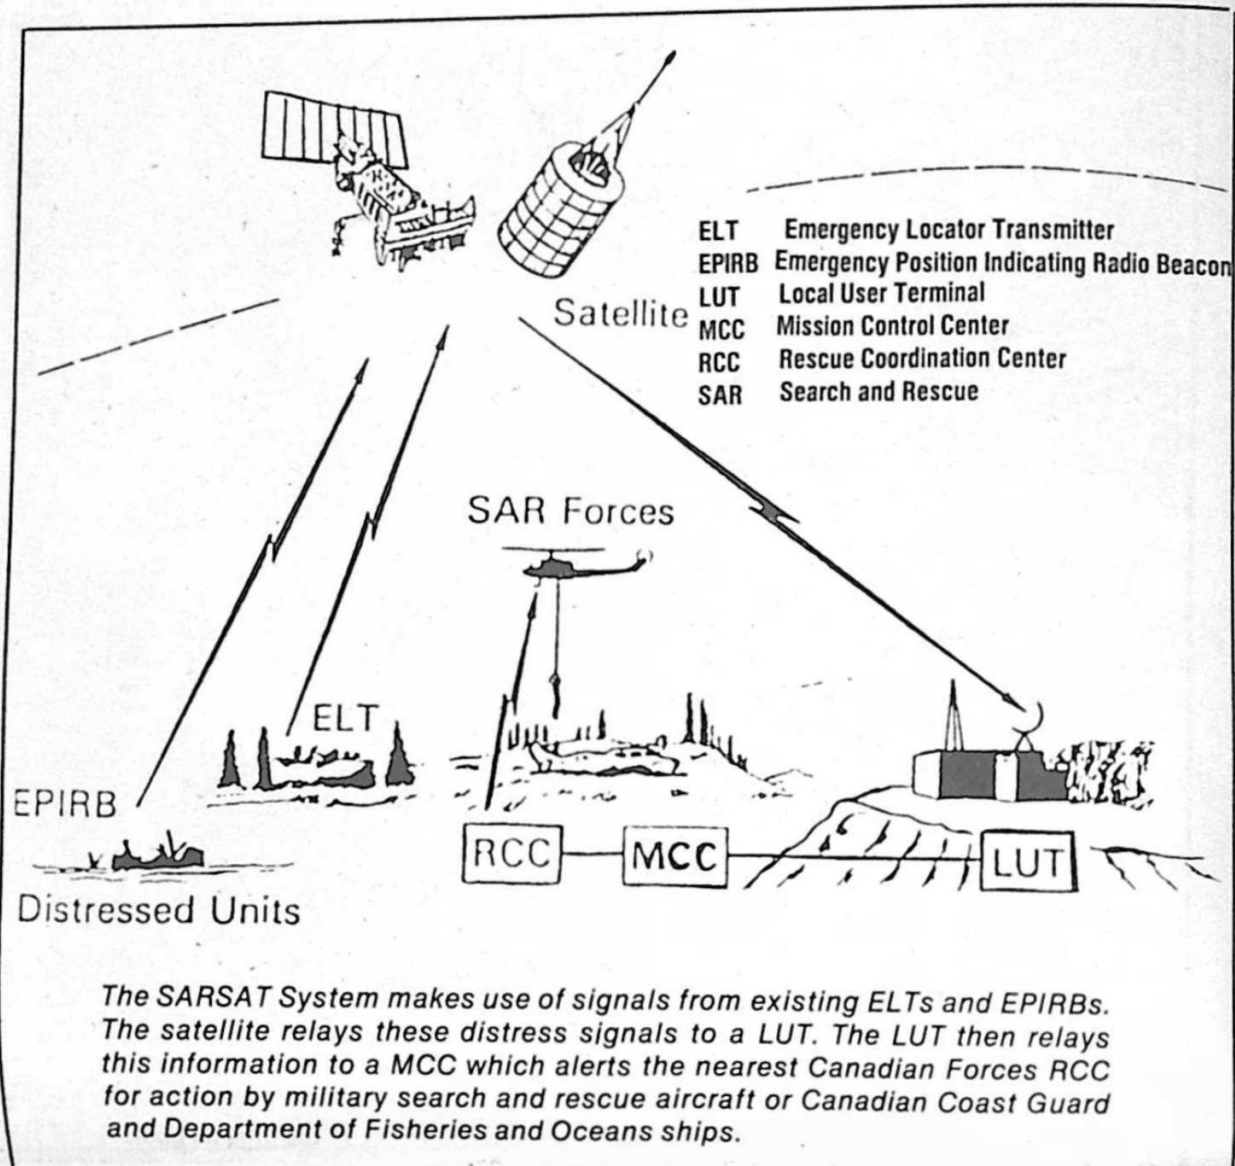 ELT Emergency Locator Transmitter
EPIRB Emergency Position Indicating Radio Beacon
LUT Local User Terminal
MCC Mission Control Center
RCC Rescue Coordination Center
SAR Search and Rescue
Satellite
SAR Forces
ELT
EPIRB
RCC
MCC
LUT
Distressed Units
The SARSAT System makes use of signals from existing ELTs and EPIRBs.
The satellite relays these distress signals to a LUT. The LUT then relays
this information to a MCC which alerts the nearest Canadian Forces RCC
for action by military search and rescue aircraft or Canadian Coast Guard
and Department of Fisheries and Oceans ships.